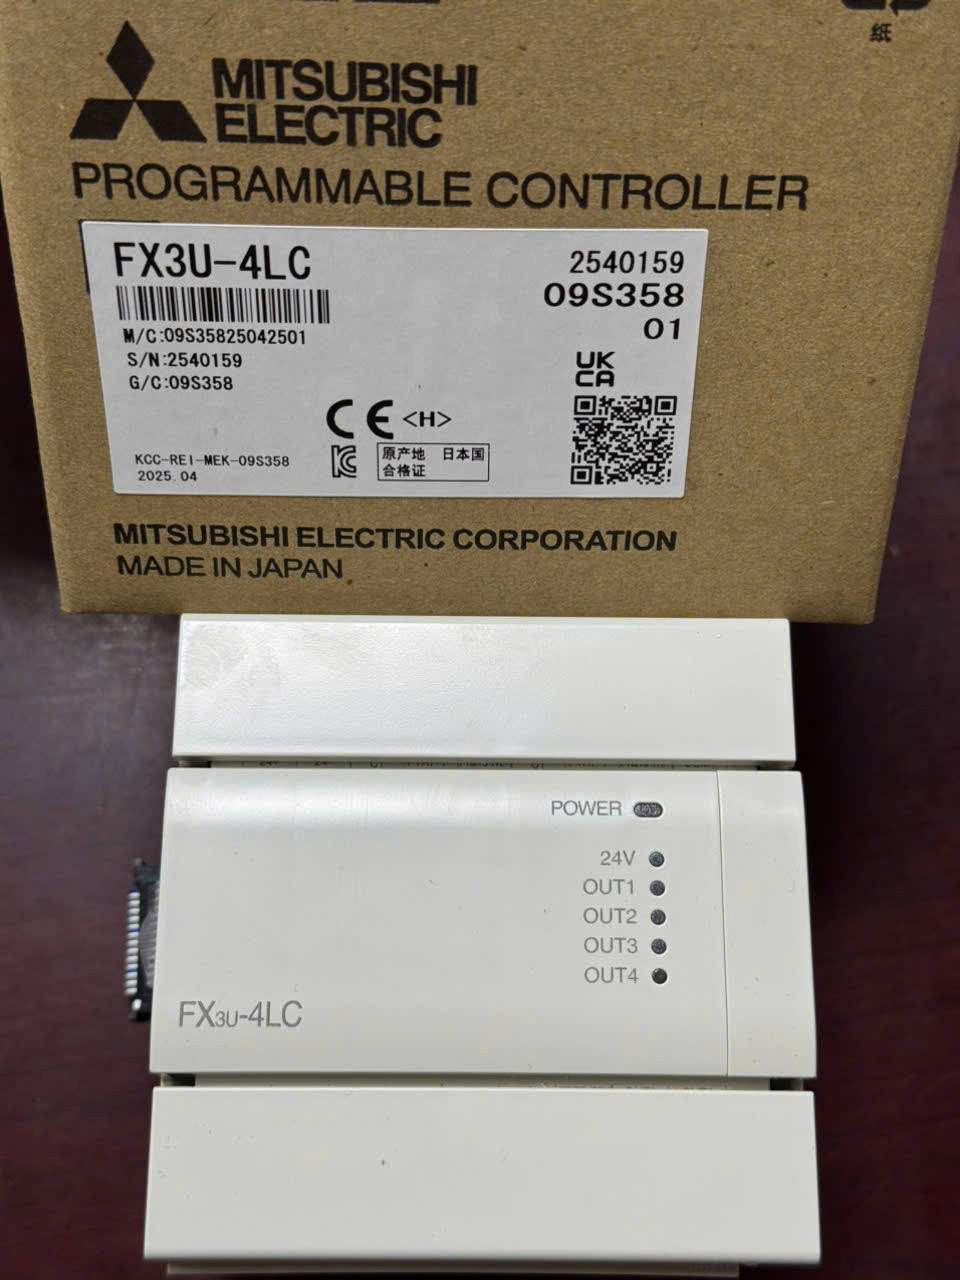 紙
MITSUBISHI
ELECTRIC
PROGRAMMABLE CONTROLLER
FX3U-4LC
2540159
09S358
01
M/C:09S35825042501
S/N:2540159
G/C:09S358
UK
CA
CE <H>
原产地 日本国
合格证
KCC-REI-MEK-09S358
2025.04
MITSUBISHI ELECTRIC CORPORATION
MADE IN JAPAN
POWER
24V
OUT1
OUT2
OUT3
OUT4
FX3U-4LC